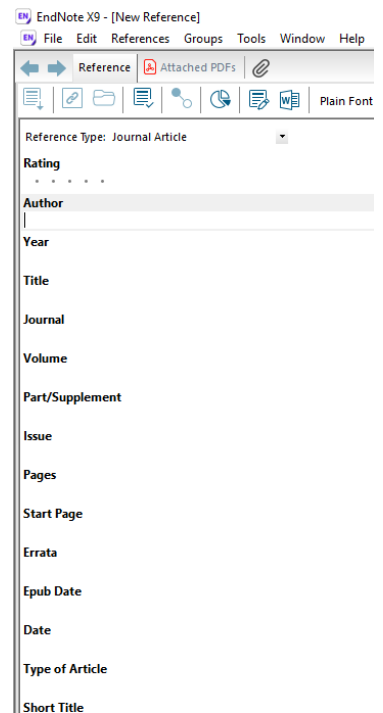 EndNote X9 - [New Reference]
File Edit References Groups Tools Window Help
Reference Attached PDFs
Plain Font
Reference Type: Journal Article
Rating
Author
Year
Title
Journal
Volume
Part/Supplement
Issue
Pages
Start Page
Errata
Epub Date
Date
Type of Article
Short Title